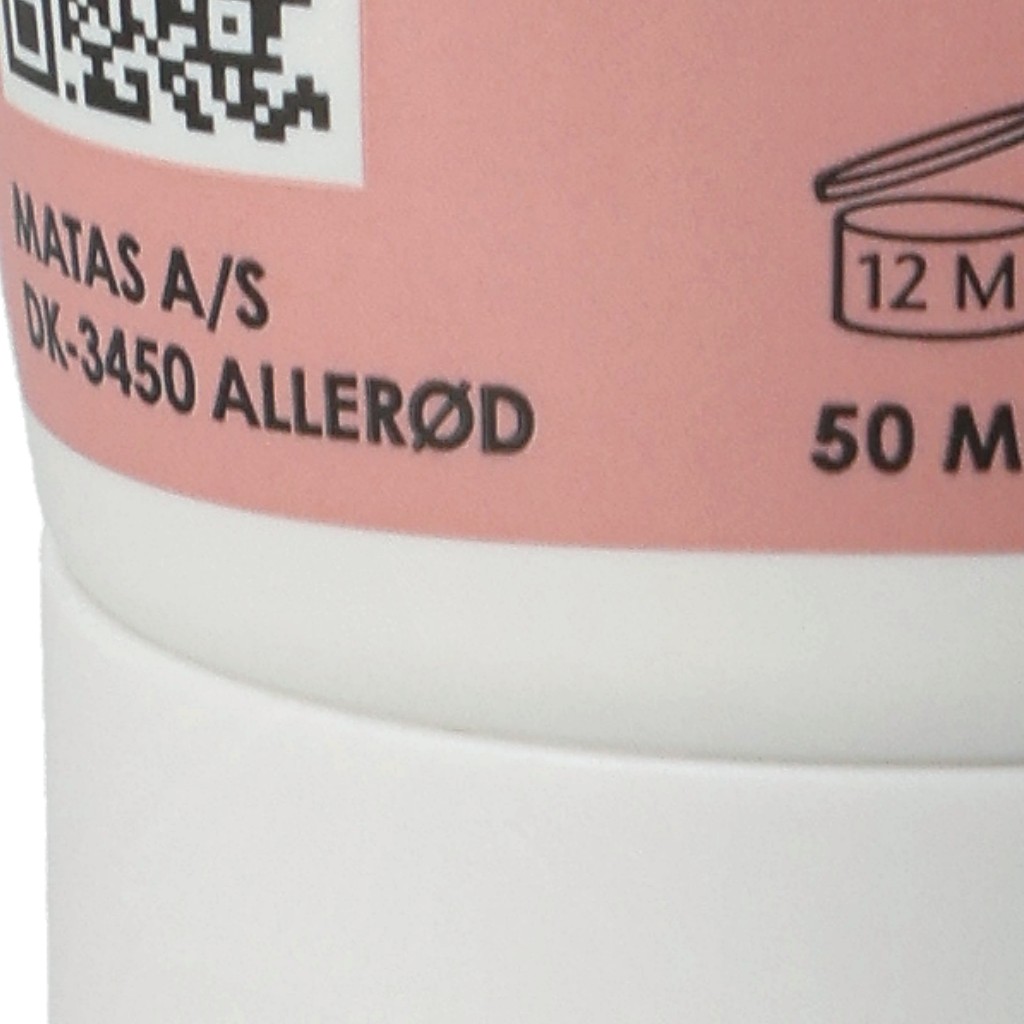 MATAS A/S
DK-3450 ALLERØD
12 M
50 M